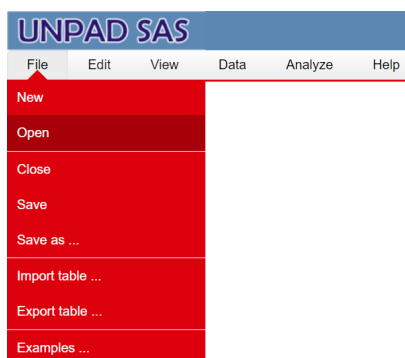 UNPAD SAS
File Edit View Data Analyze Help
New
Open
Close
Save
Save as ...
Import table ...
Export table ...
Examples ...